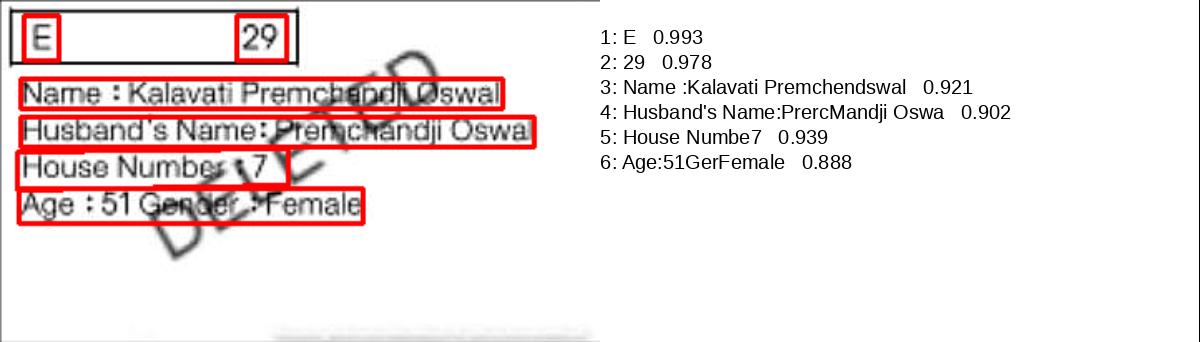 E 29
Name : Kalavati Premchandji Oswal
Husband's Name: Premchandji Oswal
House Number : 7
Age : 51 Gender : Female
DELETED
1: E 0.993
2: 29 0.978
3: Name :Kalavati Premchendswal 0.921
4: Husband's Name:PrercMandji Oswa 0.902
5: House Numbe7 0.939
6: Age:51GerFemale 0.888